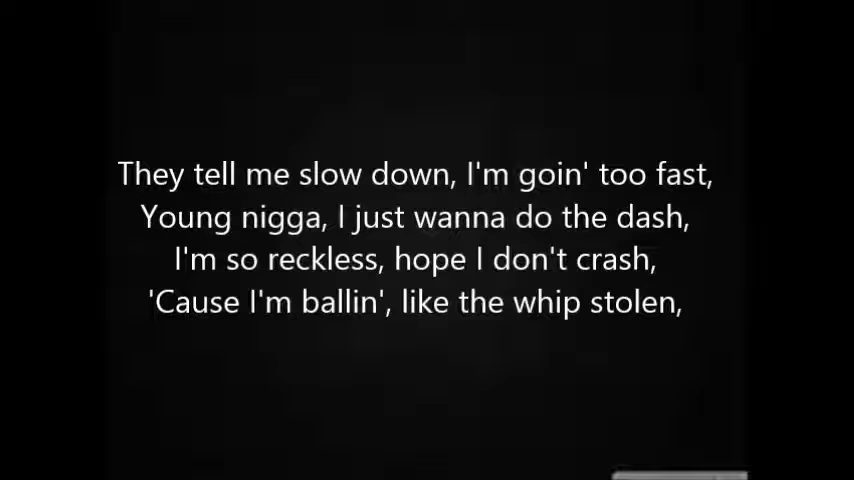 They tell me slow down, I'm goin' too fast,
Young nigga, I just wanna do the dash,
I'm so reckless, hope I don't crash,
'Cause I'm ballin', like the whip stolen,